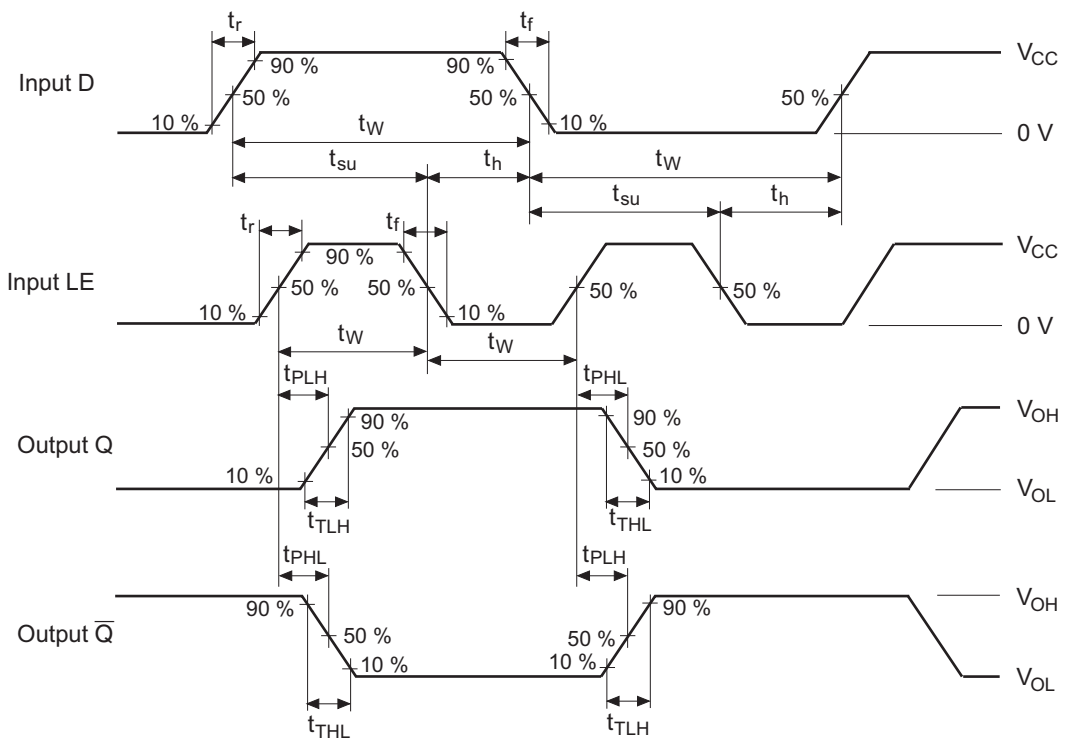 tr tf
90 % 90 % VCC
Input D 50 % 50 % 50 %
10 % 10 % 0 V
tW
tsu th tW
tsu th
tr tf
90 % VCC
Input LE 50 % 50 % 50 % 50 %
10 % 10 % 0 V
tW tW
tPLH tPHL
90 % 90 % VOH
Output Q 50 % 50 %
10 % 10 % VOL
tTLH tTHL
tPHL tPLH
90 % 90 % VOH
Output Q̅ 50 % 50 %
10 % 10 % VOL
tTHL tTLH